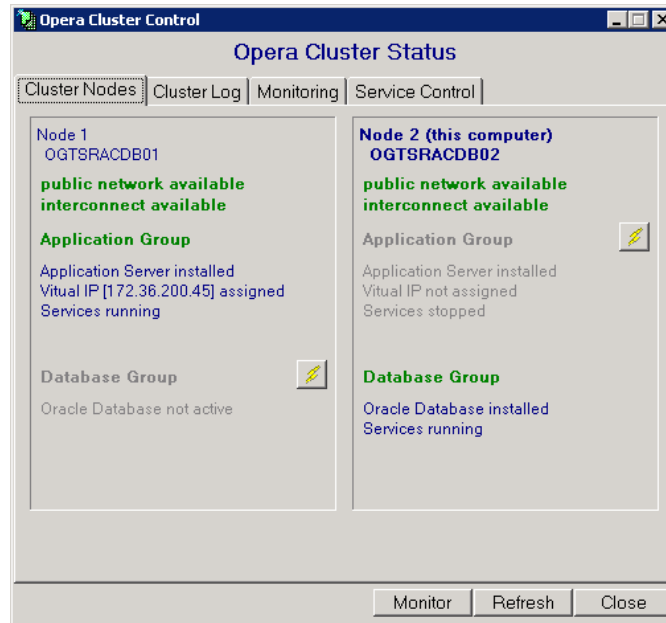 Opera Cluster Control
Opera Cluster Status
Cluster Nodes Cluster Log Monitoring Service Control
Node 1
OGTSRACDB01
public network available
interconnect available
Application Group
Application Server installed
Vitual IP [172.36.200.45] assigned
Services running
Database Group
Oracle Database not active
Node 2 (this computer)
OGTSRACDB02
public network available
interconnect available
Application Group
Application Server installed
Vitual IP not assigned
Services stopped
Database Group
Oracle Database installed
Services running
Monitor Refresh Close